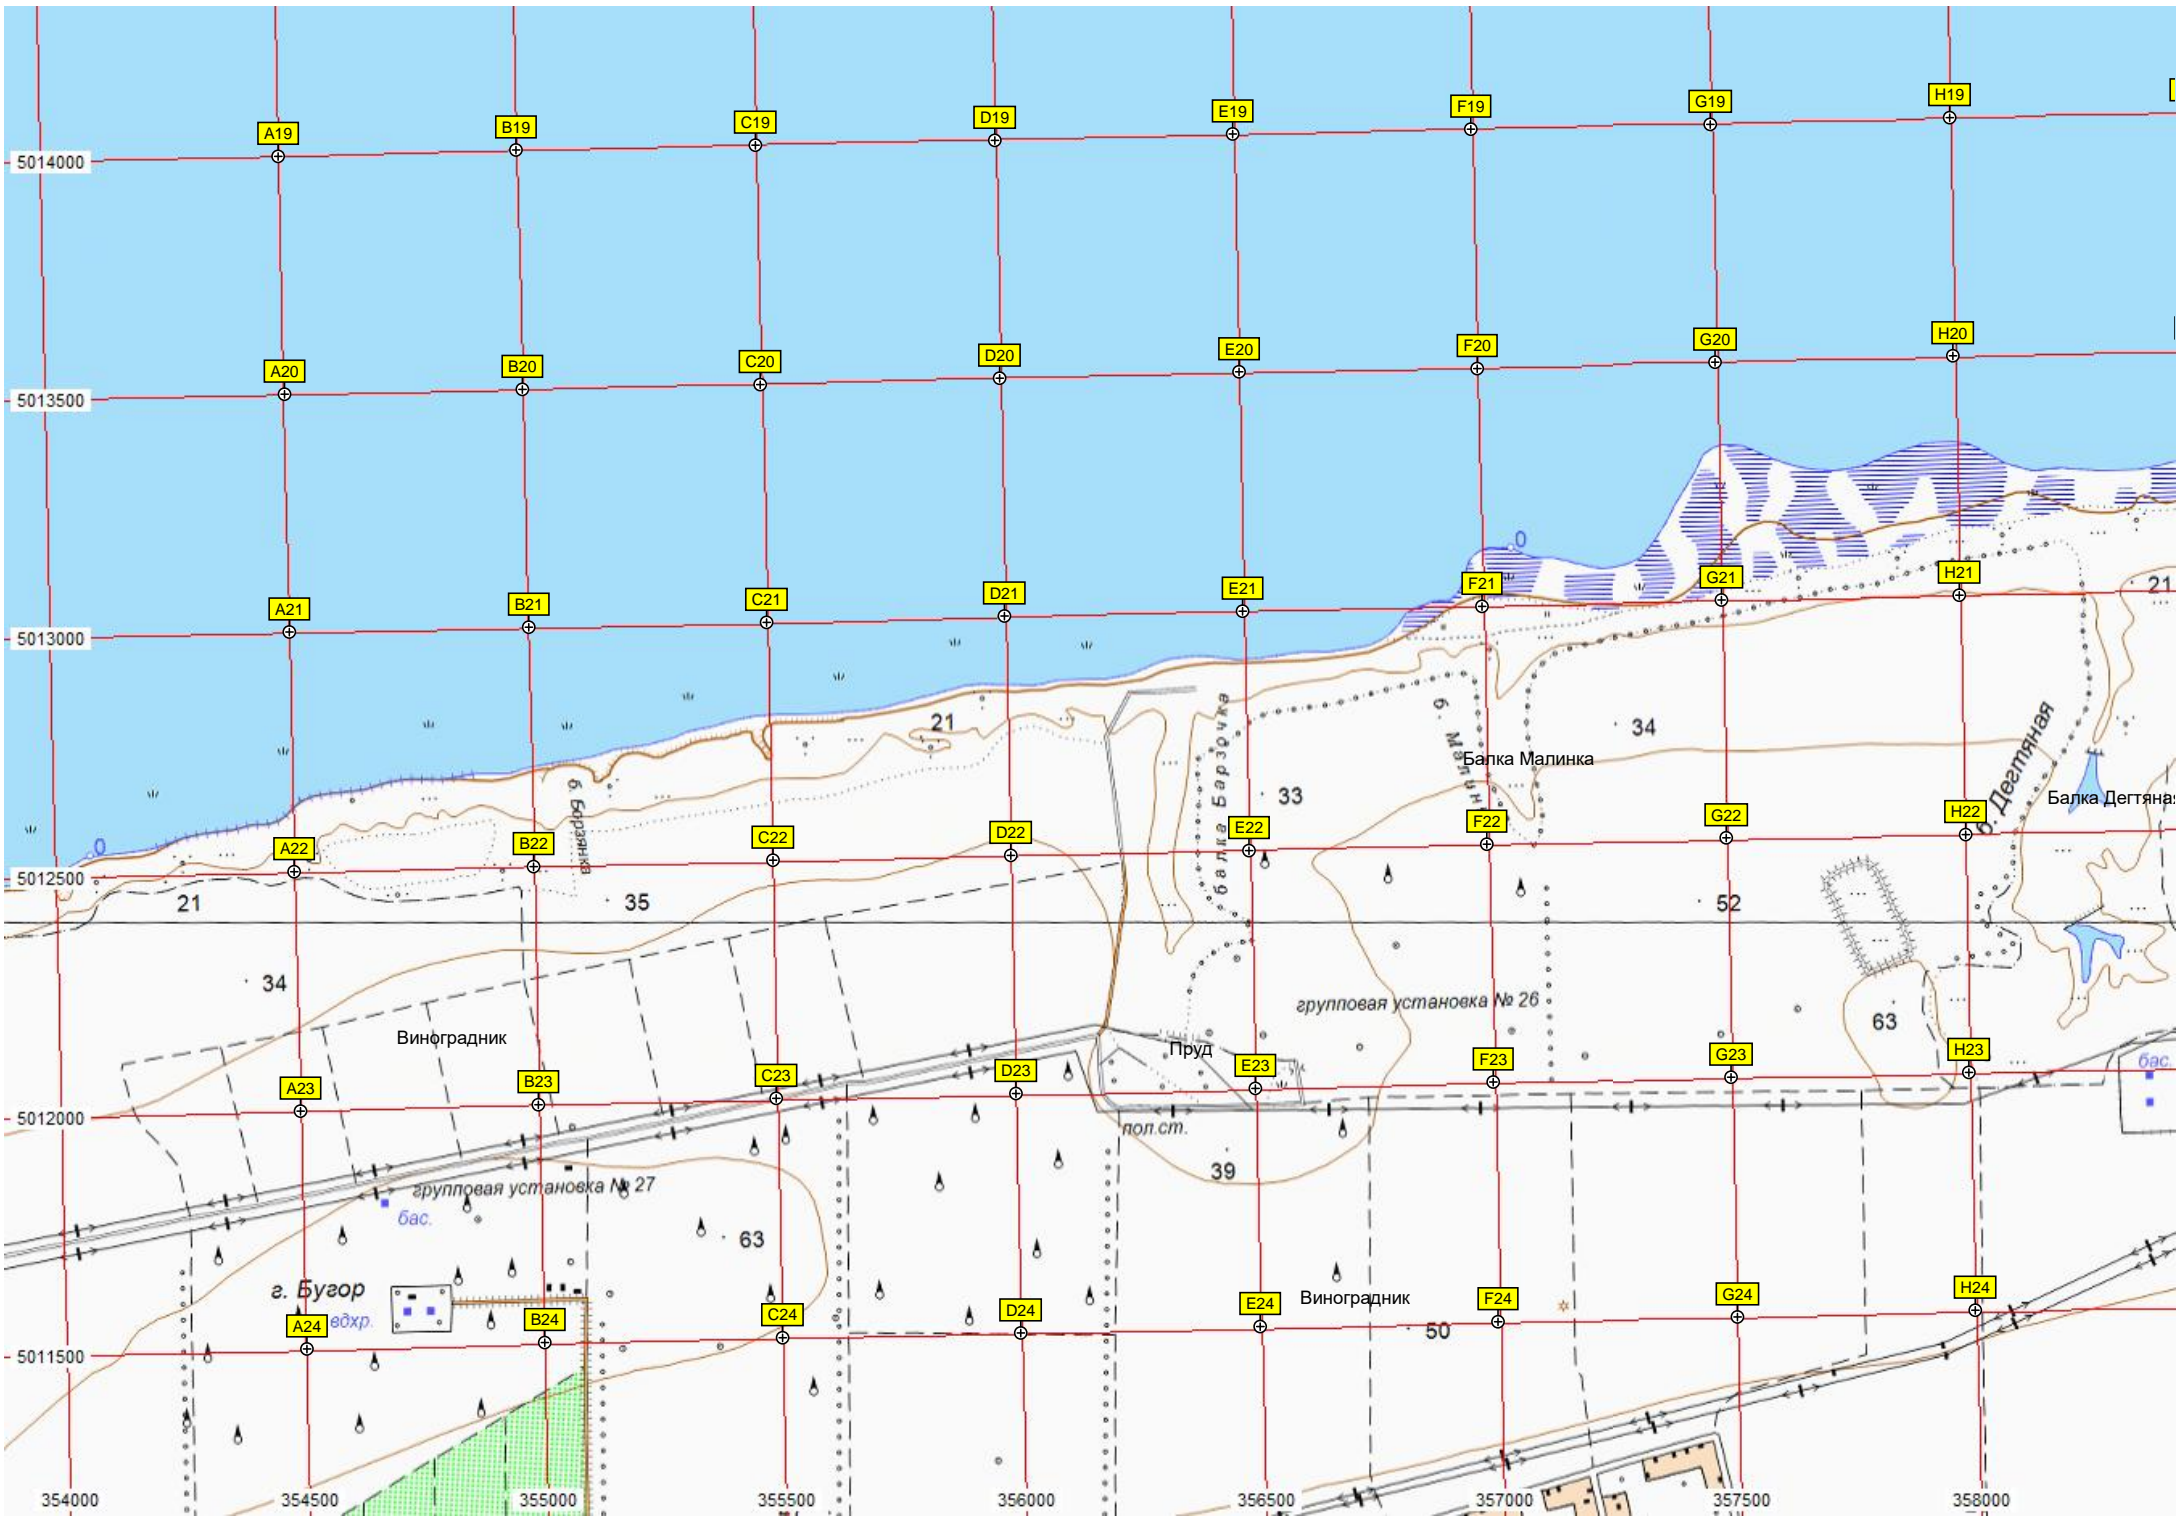 A19 B19 C19 D19 E19 F19 G19 H19
5014000
A20 B20 C20 D20 E20 F20 G20 H20
5013500
0
A21 B21 C21 D21 E21 F21 G21 H21
21
5013000
21
34
б. Малин
Балка Малинка
б. Борзянка
балка Барзочка
33
б. Дегтяная
Балка Дегтяная
0
A22 B22 C22 D22 E22 F22 G22 H22
5012500
21
35
52
34
групповая установка № 26
63
Виноградник
Пруд
бас.
A23 B23 C23 D23 E23 F23 G23 H23
5012000
пол.ст.
39
групповая установка № 27
бас.
63
г. Бугор
вдхр.
Виноградник
A24 B24 C24 D24 E24 F24 G24 H24
50
5011500
354000 354500 355000 355500 356000 356500 357000 357500 358000